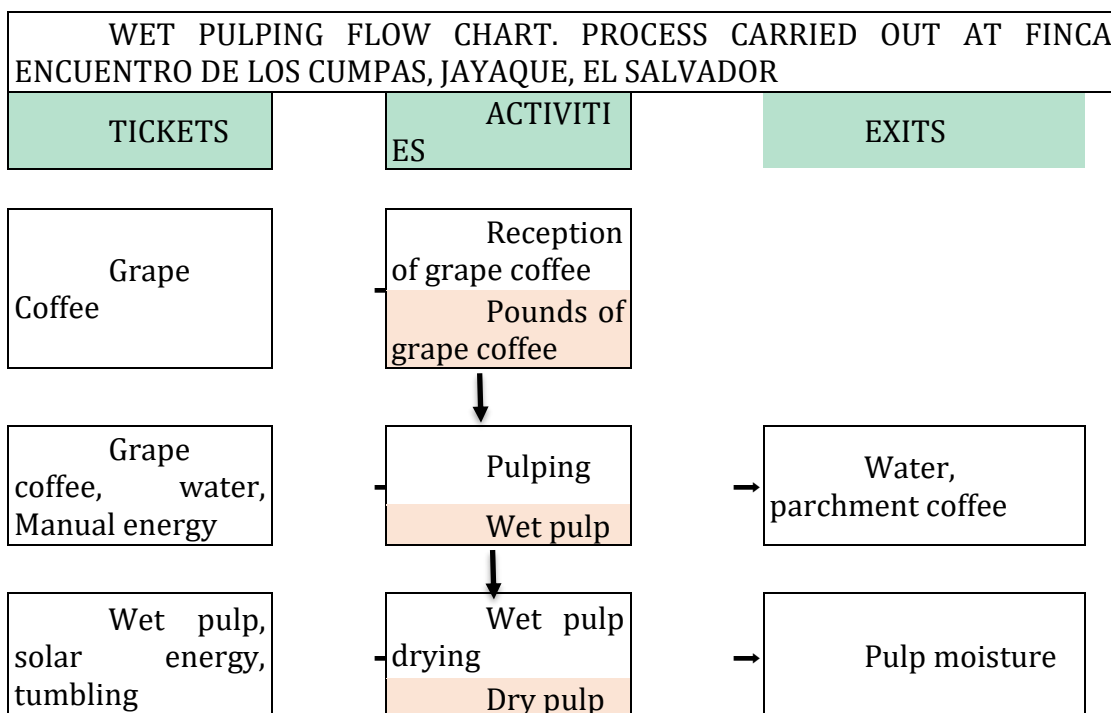 WET PULPING FLOW CHART. PROCESS CARRIED OUT AT FINCA
ENCUENTRO DE LOS CUMPAS, JAYAQUE, EL SALVADOR
TICKETS
ACTIVITI
ES
EXITS
Grape
Coffee
Reception
of grape coffee
Pounds of
grape coffee
Grape
coffee, water,
Manual energy
Pulping
Wet pulp
Water,
parchment coffee
Wet pulp,
solar energy,
tumbling
Wet pulp
drying
Dry pulp
Pulp moisture